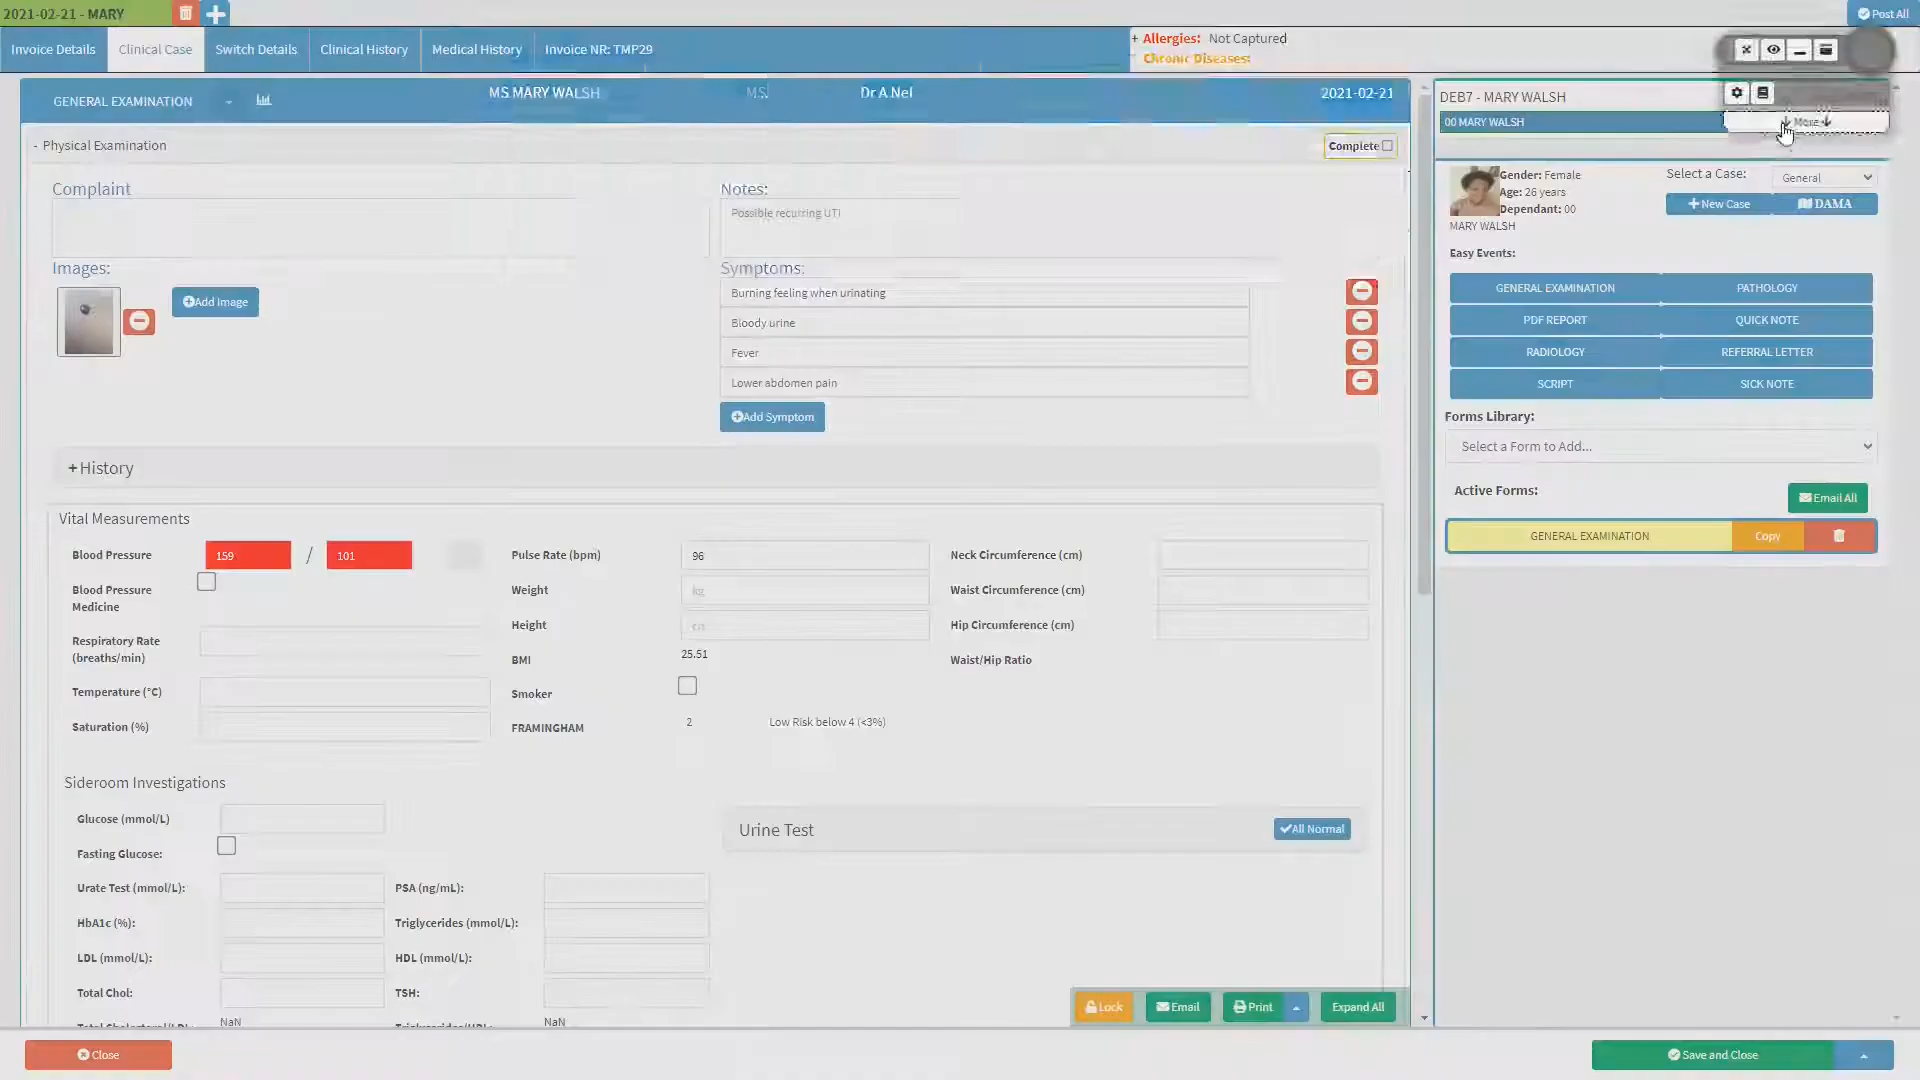 2021-02-21 - MARY
Post All
Invoice Details
Clinical Case
Switch Details
Clinical History
Medical History
Invoice NR: TMP29
+ Allergies: Not Captured
Chronic Diseases:
GENERAL EXAMINATION
MS MARY WALSH
MS.
Dr A Nel
2021-02-21
- Physical Examination
Complete
Complaint
Notes:
Possible recurring UTI
Images:
Add Image
Symptoms:
Burning feeling when urinating
Bloody urine
Fever
Lower abdomen pain
Add Symptom
+ History
Vital Measurements
Blood Pressure
159 / 101
Blood Pressure
Medicine
Respiratory Rate
(breaths/min)
Temperature (°C)
Saturation (%)
Pulse Rate (bpm)
96
Weight
kg
Height
BMI
25.51
Smoker
FRAMINGHAM
2
Low Risk below 4 (<3%)
Neck Circumference (cm)
Waist Circumference (cm)
Hip Circumference (cm)
Waist/Hip Ratio
Sideroom Investigations
Glucose (mmol/L)
Fasting Glucose:
Urate Test (mmol/L):
PSA (ng/mL):
HbA1c (%):
Triglycerides (mmol/L):
LDL (mmol/L):
HDL (mmol/L):
Total Chol:
TSH:
NaN
NaN
Urine Test
All Normal
Lock
Email
Print
Expand All
Close
Save and Close
DEB7 - MARY WALSH
00 MARY WALSH
More
Gender: Female
Age: 26 years
Dependant: 00
MARY WALSH
Select a Case:
General
+ New Case
DAMA
Easy Events:
GENERAL EXAMINATION
PATHOLOGY
PDF REPORT
QUICK NOTE
RADIOLOGY
REFERRAL LETTER
SCRIPT
SICK NOTE
Forms Library:
Select a Form to Add...
Active Forms:
Email All
GENERAL EXAMINATION
Copy